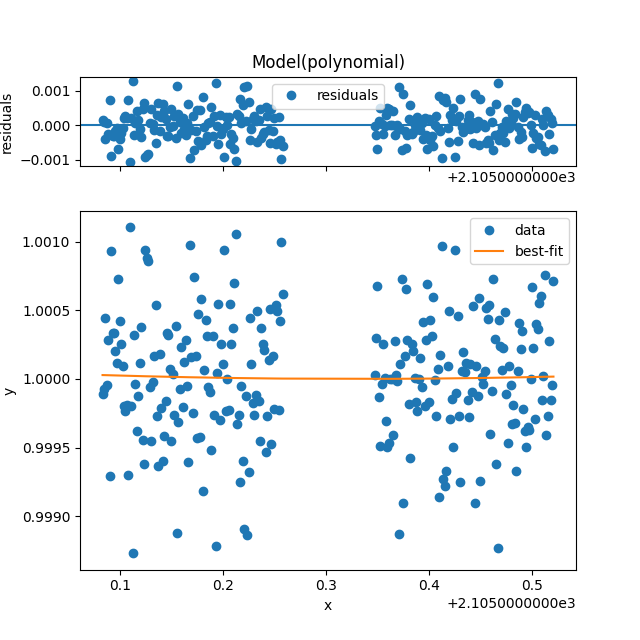 Model(polynomial)
residuals
0.001
0.000
−0.001
residuals
+2.1050000000e3
y
1.0010
1.0005
1.0000
0.9995
0.9990
data
best-fit
0.1 0.2 0.3 0.4 0.5
x
+2.1050000000e3